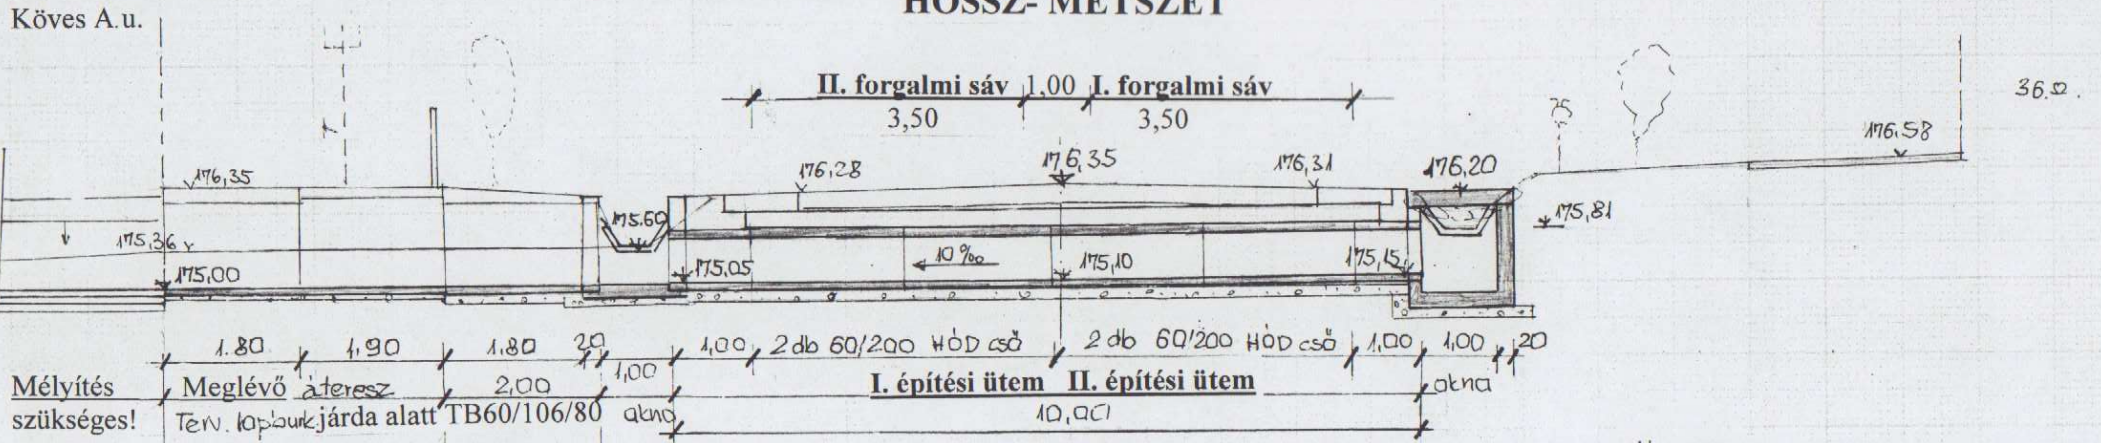 HOSSZ- METSZET
Köves A.u.
II. forgalmi sáv 1,00 I. forgalmi sáv
3,50 3,50
36.
176,58
176,35 176,28 176,35 176,31 176,20
175,81
175.60
175,36
175,00 175,05 10‰ 175,10 175,15
1.80 1,90 1,80 20 1,00 1,00 2 db 60/200 HÓD cső 2 db 60/200 HÓD cső 1,00 1,00 20
Mélyítés Meglévő áteresz 2,00 I. építési ütem II. építési ütem akna
szükséges! Terv. lapburk. járda alatt TB60/106/80 akna 10,00